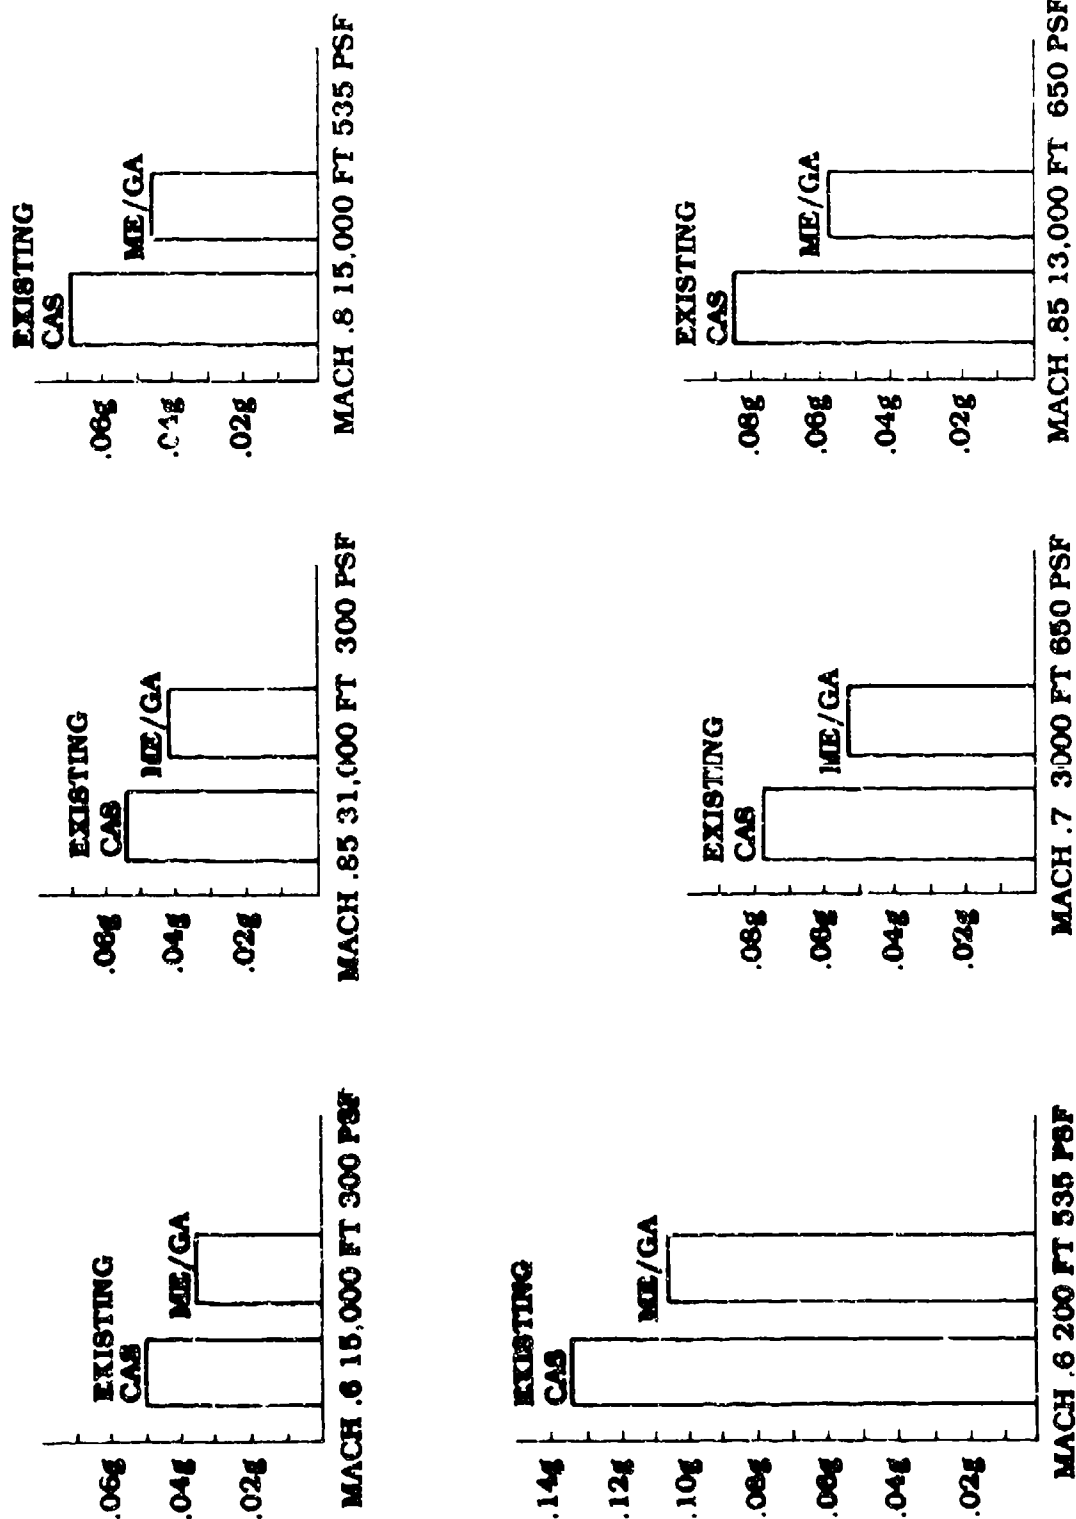 EXISTING
CAS
ME/GA
.06g
.04g
.02g
MACH .6 15,000 FT 300 PSF
EXISTING
CAS
ME/GA
.06g
.04g
.02g
MACH .85 31,000 FT 300 PSF
EXISTING
CAS
ME/GA
.06g
.04g
.02g
MACH .8 15,000 FT 535 PSF
EXISTING
CAS
ME/GA
.14g
.12g
.10g
.08g
.06g
.04g
.02g
MACH .6 200 FT 535 PSF
EXISTING
CAS
ME/GA
.08g
.06g
.04g
.02g
MACH .7 3000 FT 650 PSF
EXISTING
CAS
ME/GA
.08g
.06g
.04g
.02g
MACH .85 13,000 FT 650 PSF